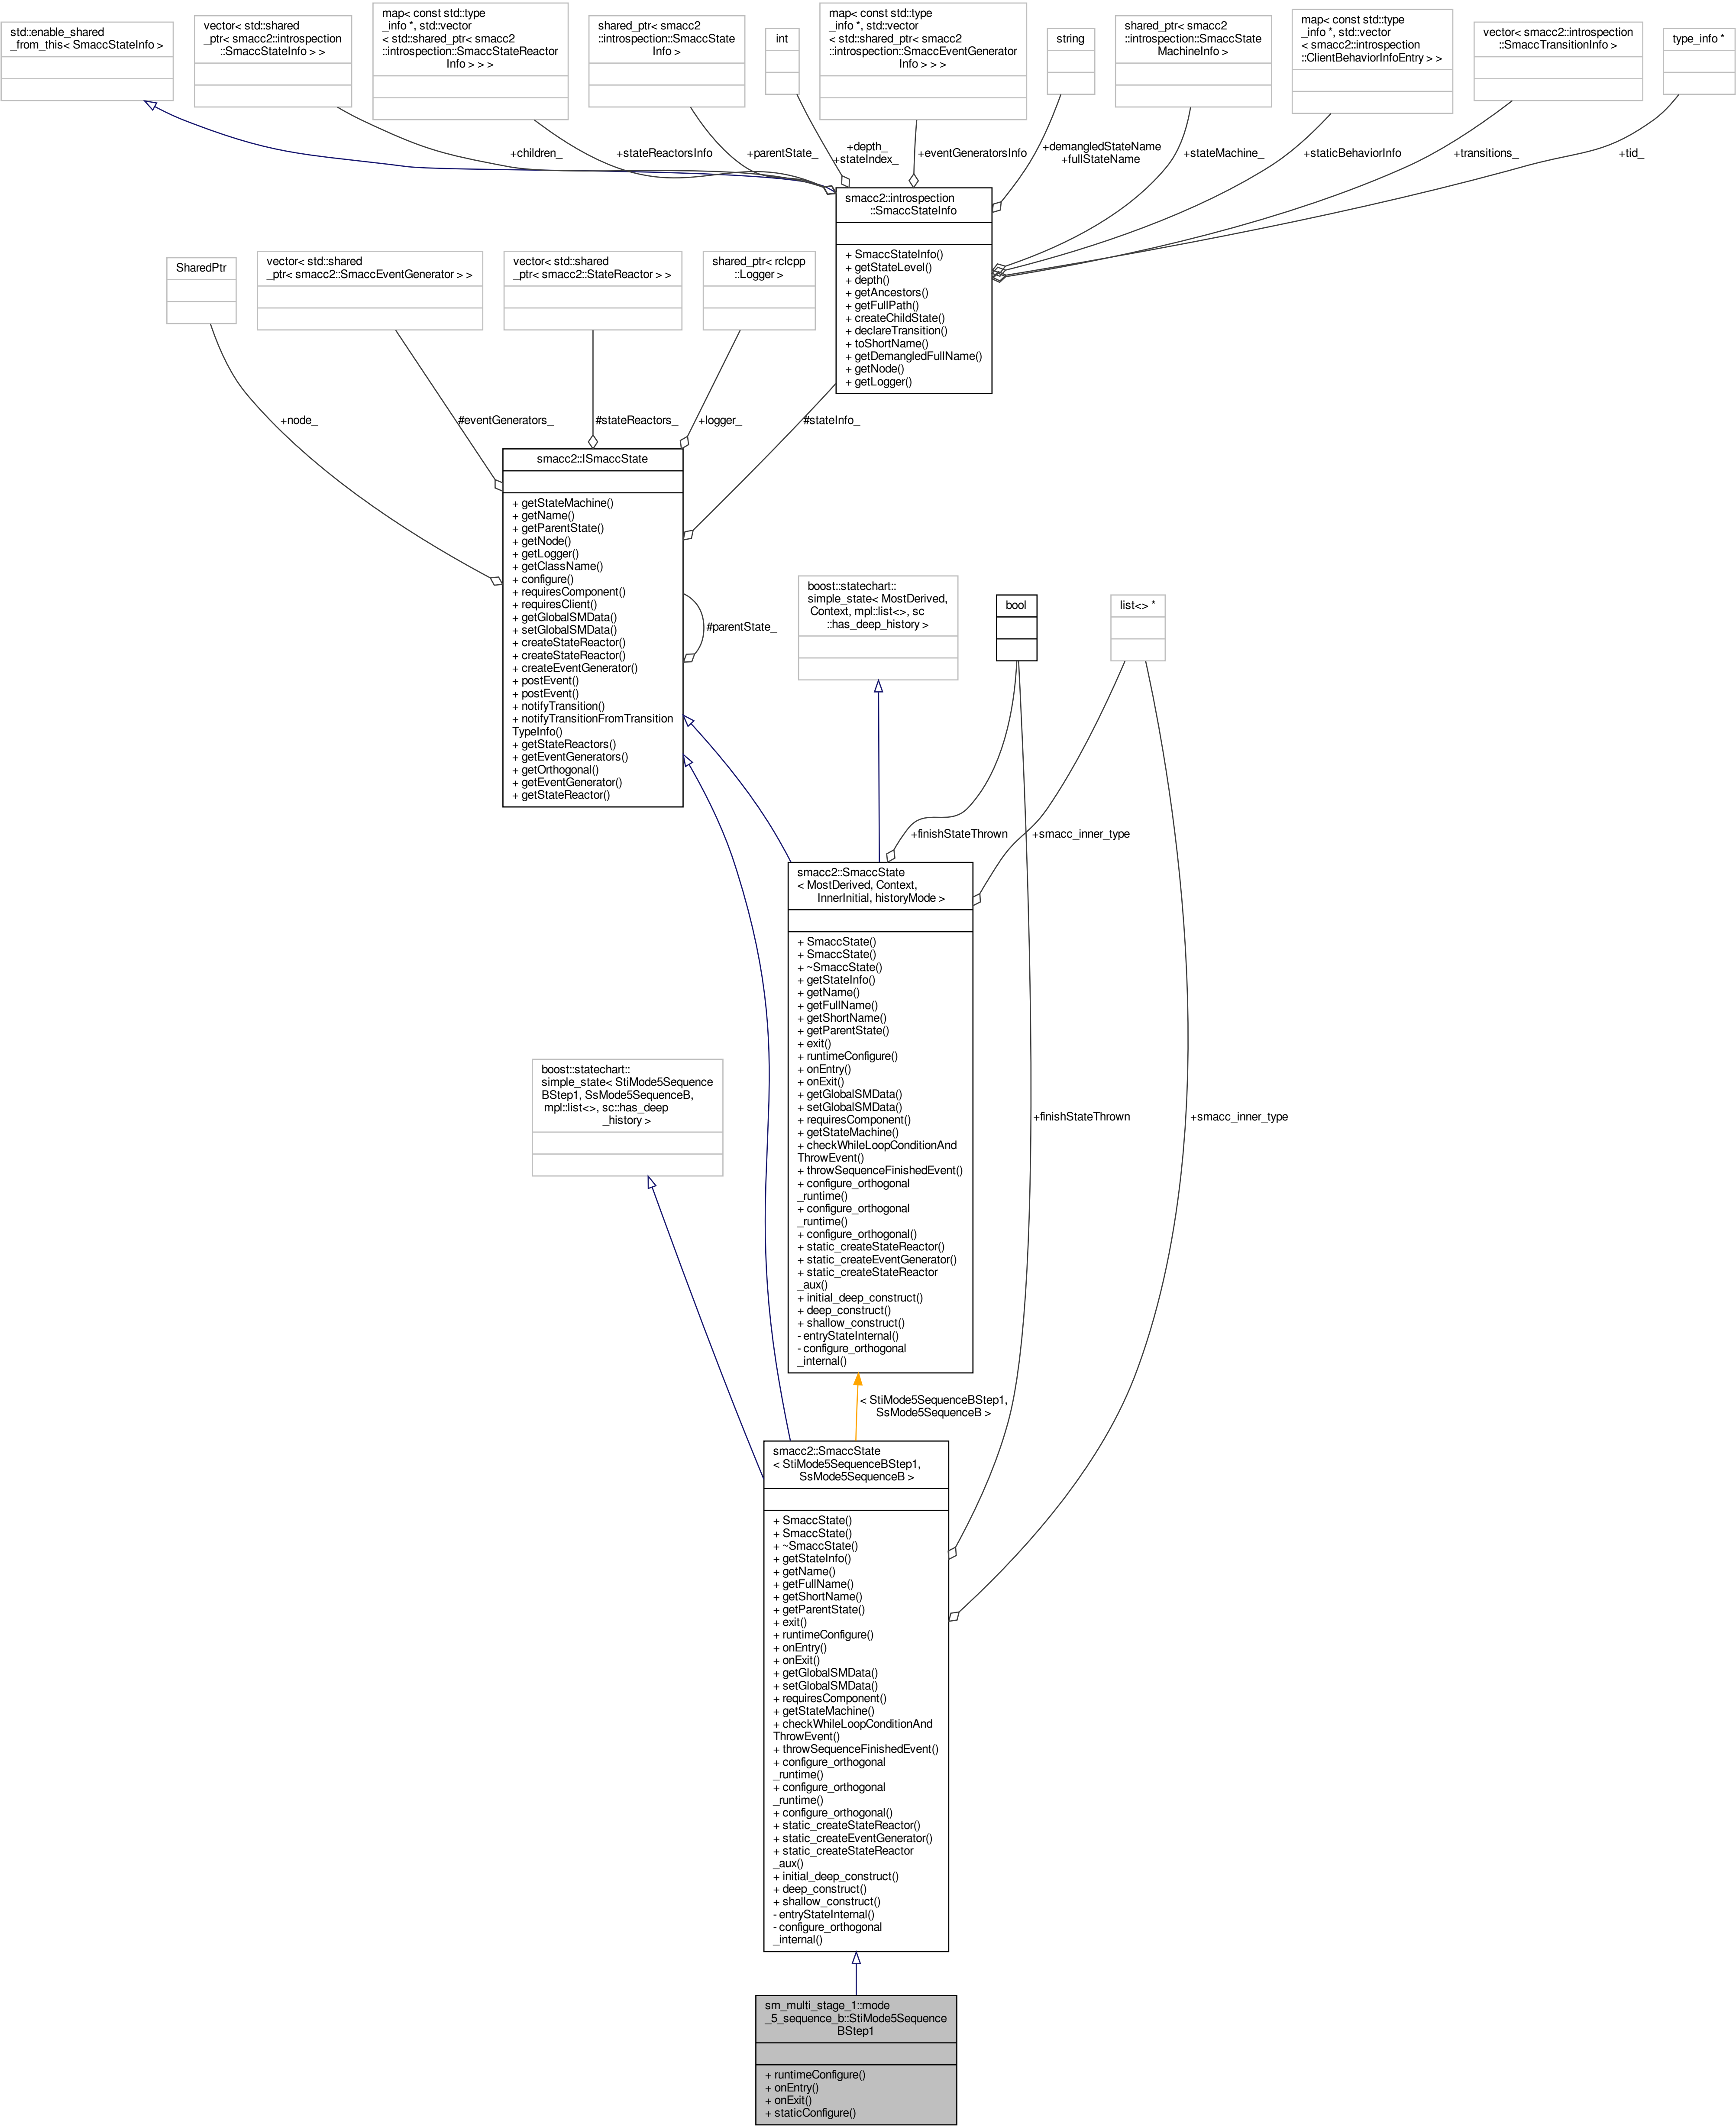 std::enable_shared
_from_this< SmaccStateInfo >
vector< std::shared
_ptr< smacc2::introspection
::SmaccStateInfo > >
map< const std::type
_info *, std::vector
< std::shared_ptr< smacc2
::introspection::SmaccStateReactor
Info > > >
shared_ptr< smacc2
::introspection::SmaccState
Info >
int
map< const std::type
_info *, std::vector
< std::shared_ptr< smacc2
::introspection::SmaccEventGenerator
Info > > >
string
shared_ptr< smacc2
::introspection::SmaccState
MachineInfo >
map< const std::type
_info *, std::vector
< smacc2::introspection
::ClientBehaviorInfoEntry > >
vector< smacc2::introspection
::SmaccTransitionInfo >
type_info *
+children_
+stateReactorsInfo
+parentState_
+depth_
+stateIndex_
+eventGeneratorsInfo
+demangledStateName
+fullStateName
+stateMachine_
+staticBehaviorInfo
+transitions_
+tid_
smacc2::introspection
::SmaccStateInfo
+ SmaccStateInfo()
+ getStateLevel()
+ depth()
+ getAncestors()
+ getFullPath()
+ createChildState()
+ declareTransition()
+ toShortName()
+ getDemangledFullName()
+ getNode()
+ getLogger()
SharedPtr
vector< std::shared
_ptr< smacc2::SmaccEventGenerator > >
vector< std::shared
_ptr< smacc2::StateReactor > >
shared_ptr< rclcpp
::Logger >
+node_
#eventGenerators_
#stateReactors_
+logger_
#stateInfo_
smacc2::ISmaccState
+ getStateMachine()
+ getName()
+ getParentState()
+ getNode()
+ getLogger()
+ getClassName()
+ configure()
+ requiresComponent()
+ requiresClient()
+ getGlobalSMData()
+ setGlobalSMData()
+ createStateReactor()
+ createStateReactor()
+ createEventGenerator()
+ postEvent()
+ postEvent()
+ notifyTransition()
+ notifyTransitionFromTransition
TypeInfo()
+ getStateReactors()
+ getEventGenerators()
+ getOrthogonal()
+ getEventGenerator()
+ getStateReactor()
#parentState_
boost::statechart::
simple_state< MostDerived,
Context, mpl::list<>, sc
::has_deep_history >
bool
list<> *
+finishStateThrown
+smacc_inner_type
smacc2::SmaccState
< MostDerived, Context,
InnerInitial, historyMode >
+ SmaccState()
+ SmaccState()
+ ~SmaccState()
+ getStateInfo()
+ getName()
+ getFullName()
+ getShortName()
+ getParentState()
+ exit()
+ runtimeConfigure()
+ onEntry()
+ onExit()
+ getGlobalSMData()
+ setGlobalSMData()
+ requiresComponent()
+ getStateMachine()
+ checkWhileLoopConditionAnd
ThrowEvent()
+ throwSequenceFinishedEvent()
+ configure_orthogonal
_runtime()
+ configure_orthogonal
_runtime()
+ configure_orthogonal()
+ static_createStateReactor()
+ static_createEventGenerator()
+ static_createStateReactor
_aux()
+ initial_deep_construct()
+ deep_construct()
+ shallow_construct()
- entryStateInternal()
- configure_orthogonal
_internal()
boost::statechart::
simple_state< StiMode5Sequence
BStep1, SsMode5SequenceB,
mpl::list<>, sc::has_deep
_history >
+finishStateThrown
+smacc_inner_type
< StiMode5SequenceBStep1,
SsMode5SequenceB >
smacc2::SmaccState
< StiMode5SequenceBStep1,
SsMode5SequenceB >
+ SmaccState()
+ SmaccState()
+ ~SmaccState()
+ getStateInfo()
+ getName()
+ getFullName()
+ getShortName()
+ getParentState()
+ exit()
+ runtimeConfigure()
+ onEntry()
+ onExit()
+ getGlobalSMData()
+ setGlobalSMData()
+ requiresComponent()
+ getStateMachine()
+ checkWhileLoopConditionAnd
ThrowEvent()
+ throwSequenceFinishedEvent()
+ configure_orthogonal
_runtime()
+ configure_orthogonal
_runtime()
+ configure_orthogonal()
+ static_createStateReactor()
+ static_createEventGenerator()
+ static_createStateReactor
_aux()
+ initial_deep_construct()
+ deep_construct()
+ shallow_construct()
- entryStateInternal()
- configure_orthogonal
_internal()
sm_multi_stage_1::mode
_5_sequence_b::StiMode5Sequence
BStep1
+ runtimeConfigure()
+ onEntry()
+ onExit()
+ staticConfigure()